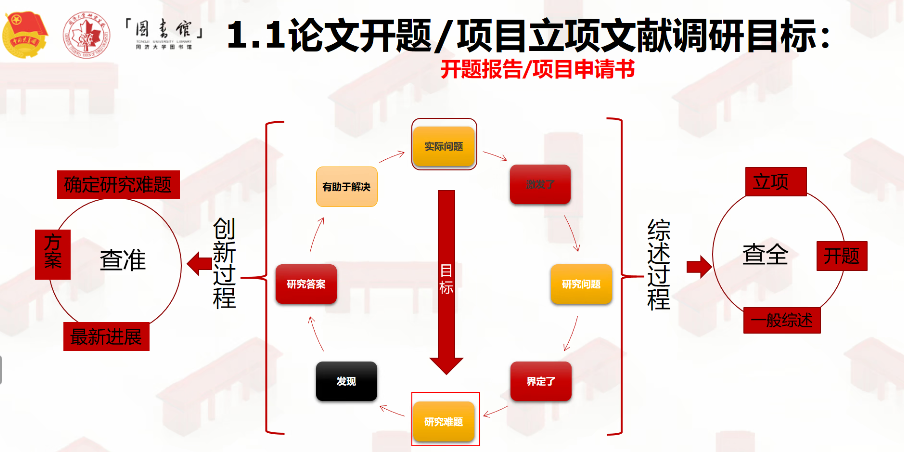 「图书馆」
TONGJI UNIVERSITY LIBRARY
同济大学图书馆
1.1论文开题/项目立项文献调研目标：
开题报告/项目申请书
实际问题
研究问题
界定了
研究难题
发现
研究答案
有助于解决
目标
创新过程
确定研究难题
方案
查准
最新进展
综述过程
立项
查全
开题
一般综述